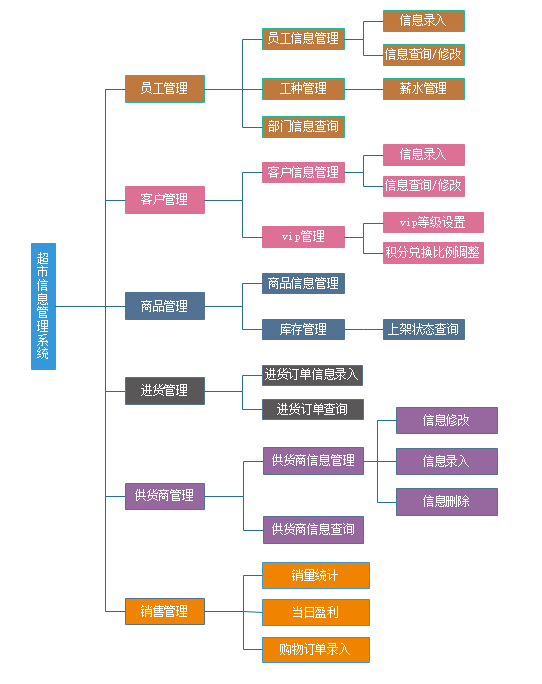 超市信息管理系统
员工管理
员工信息管理
信息录入
信息查询/修改
工种管理
薪水管理
部门信息查询
客户管理
客户信息管理
信息录入
信息查询/修改
vip管理
vip等级设置
积分兑换比例调整
商品管理
商品信息管理
库存管理
上架状态查询
进货管理
进货订单信息录入
进货订单查询
供货商管理
供货商信息管理
信息修改
信息录入
信息删除
供货商信息查询
销售管理
销量统计
当日盈利
购物订单录入